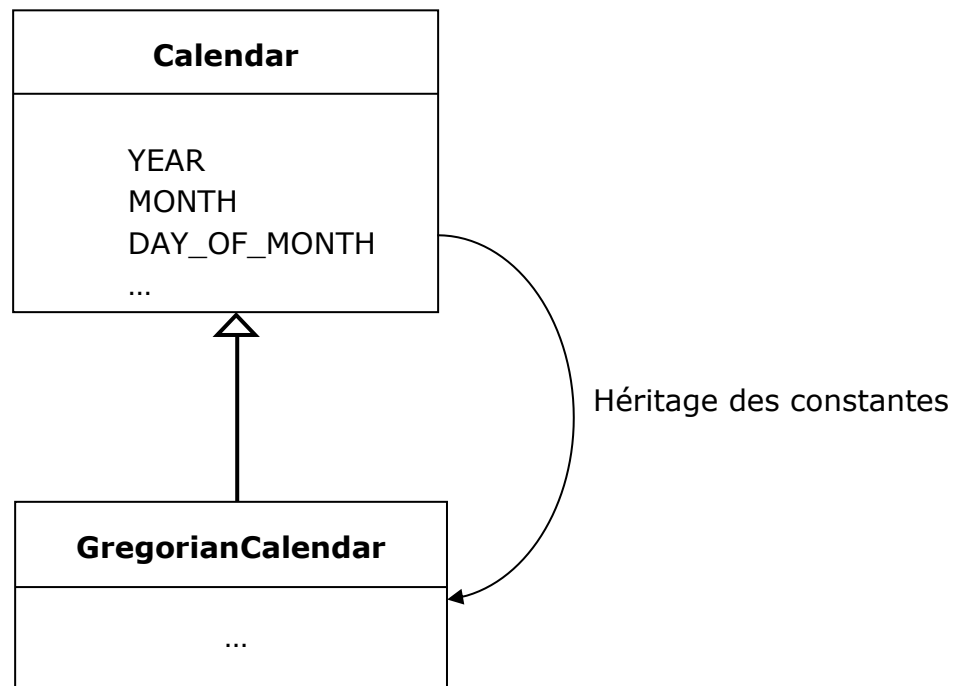 Calendar
YEAR
MONTH
DAY_OF_MONTH
…
Héritage des constantes
GregorianCalendar
…